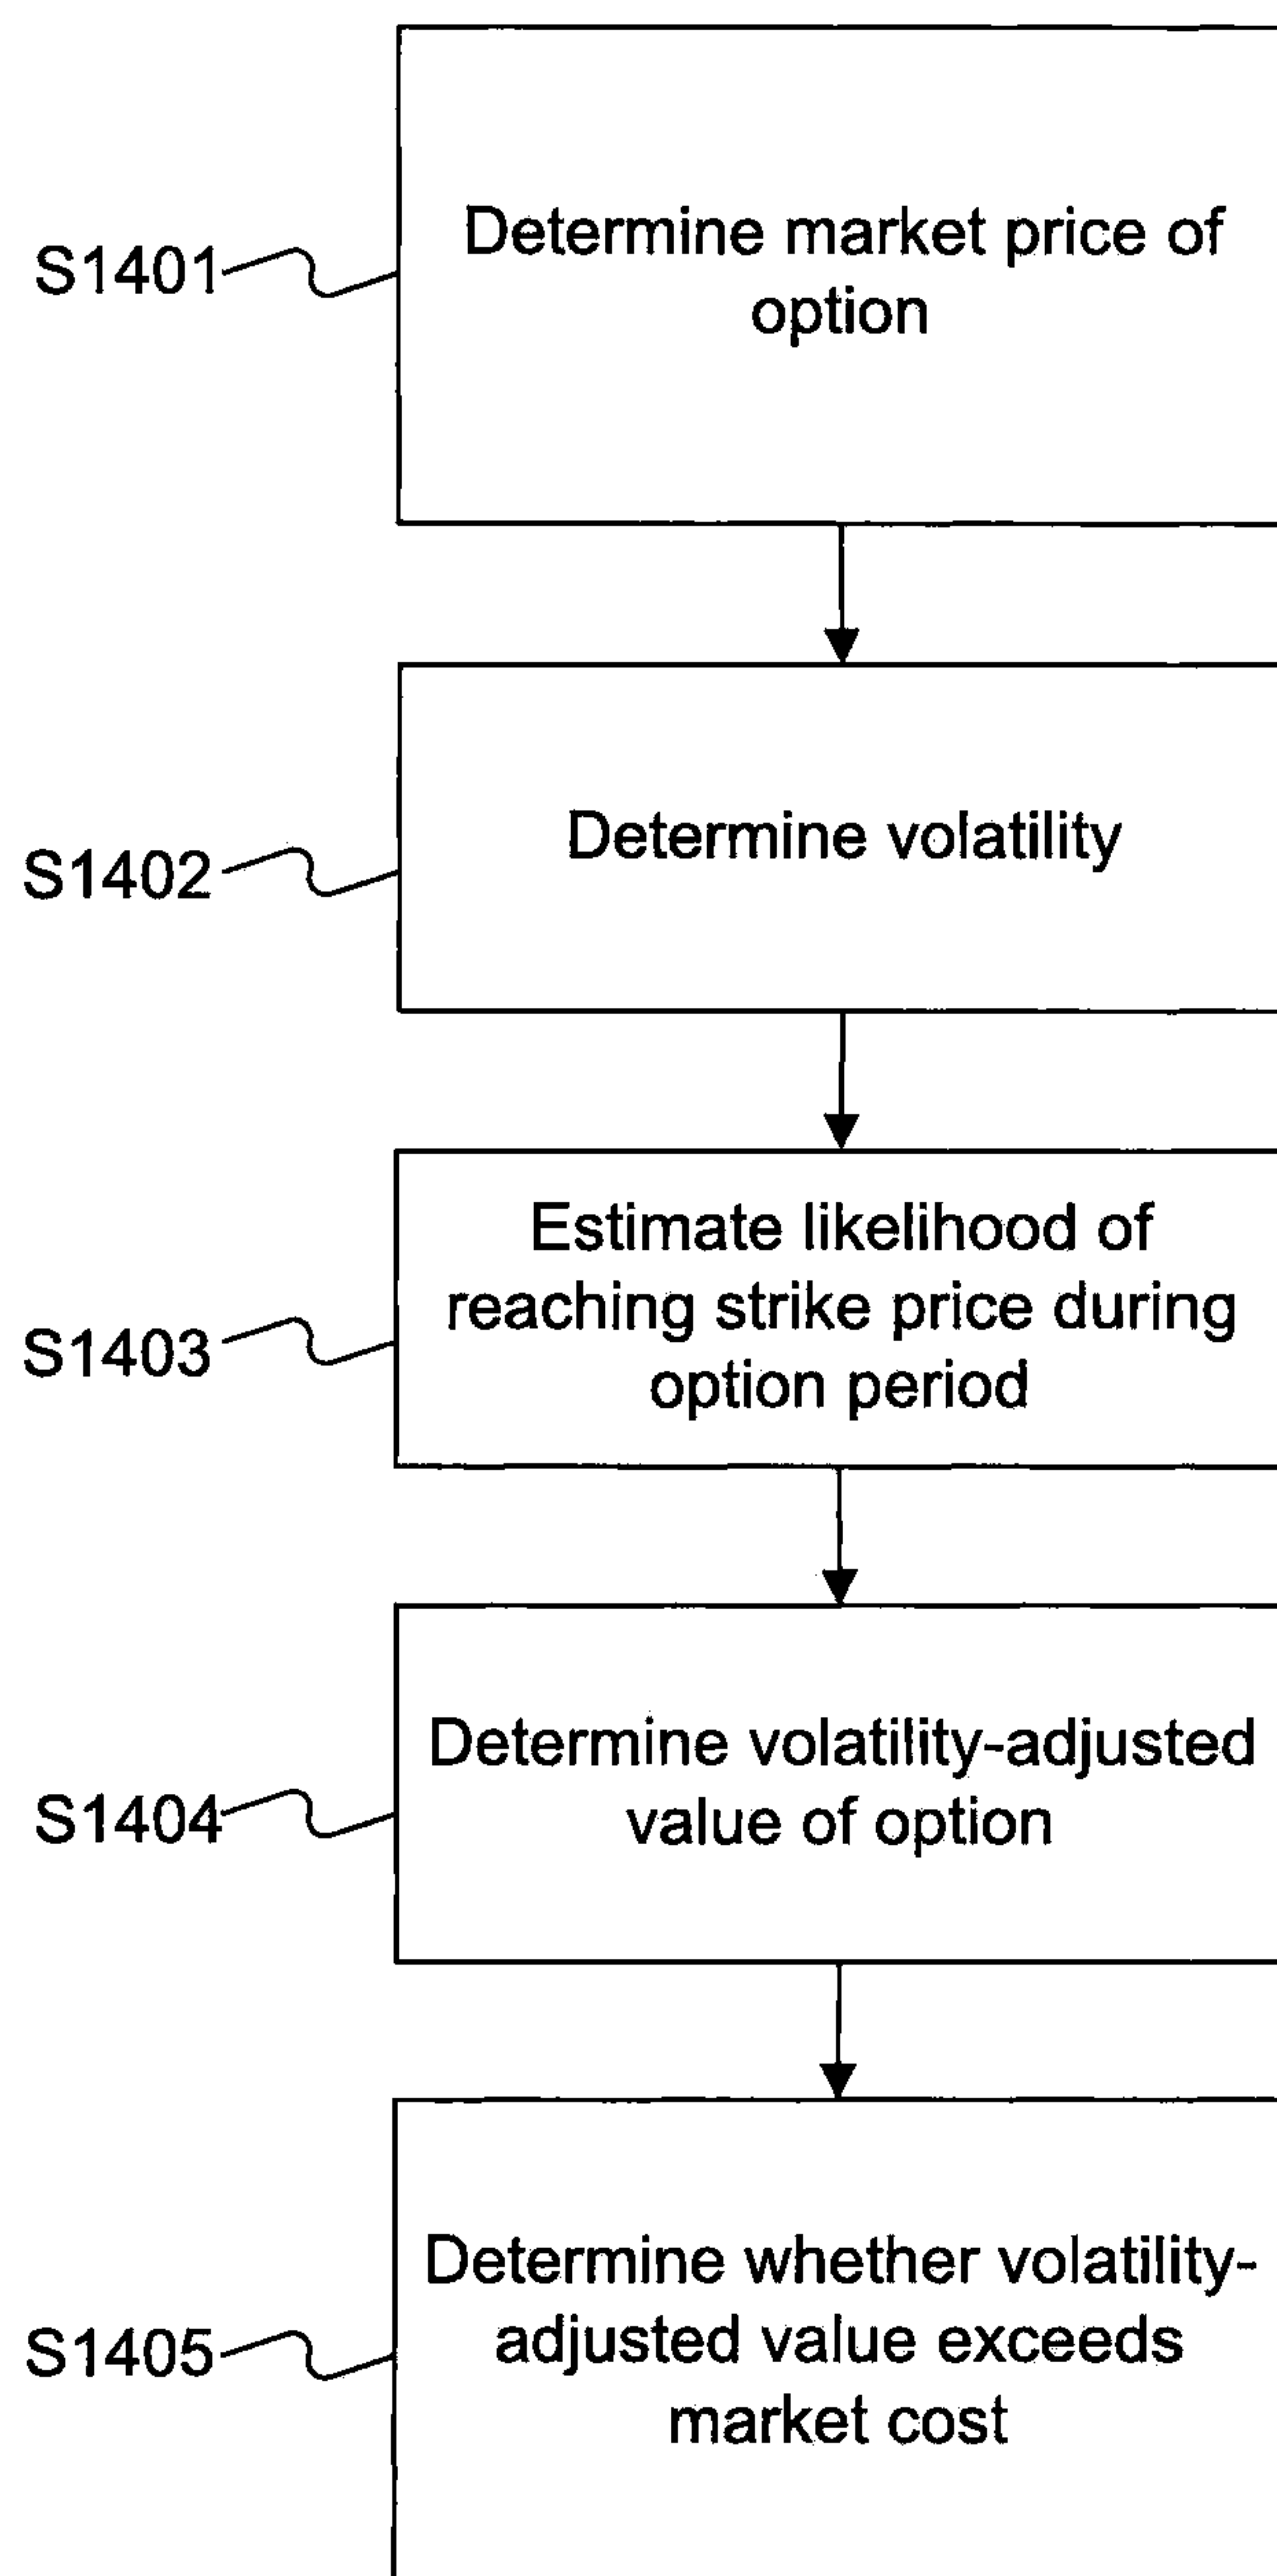 S1401
Determine market price of
option
S1402
Determine volatility
S1403
Estimate likelihood of
reaching strike price during
option period
S1404
Determine volatility-adjusted
value of option
S1405
Determine whether volatility-
adjusted value exceeds
market cost